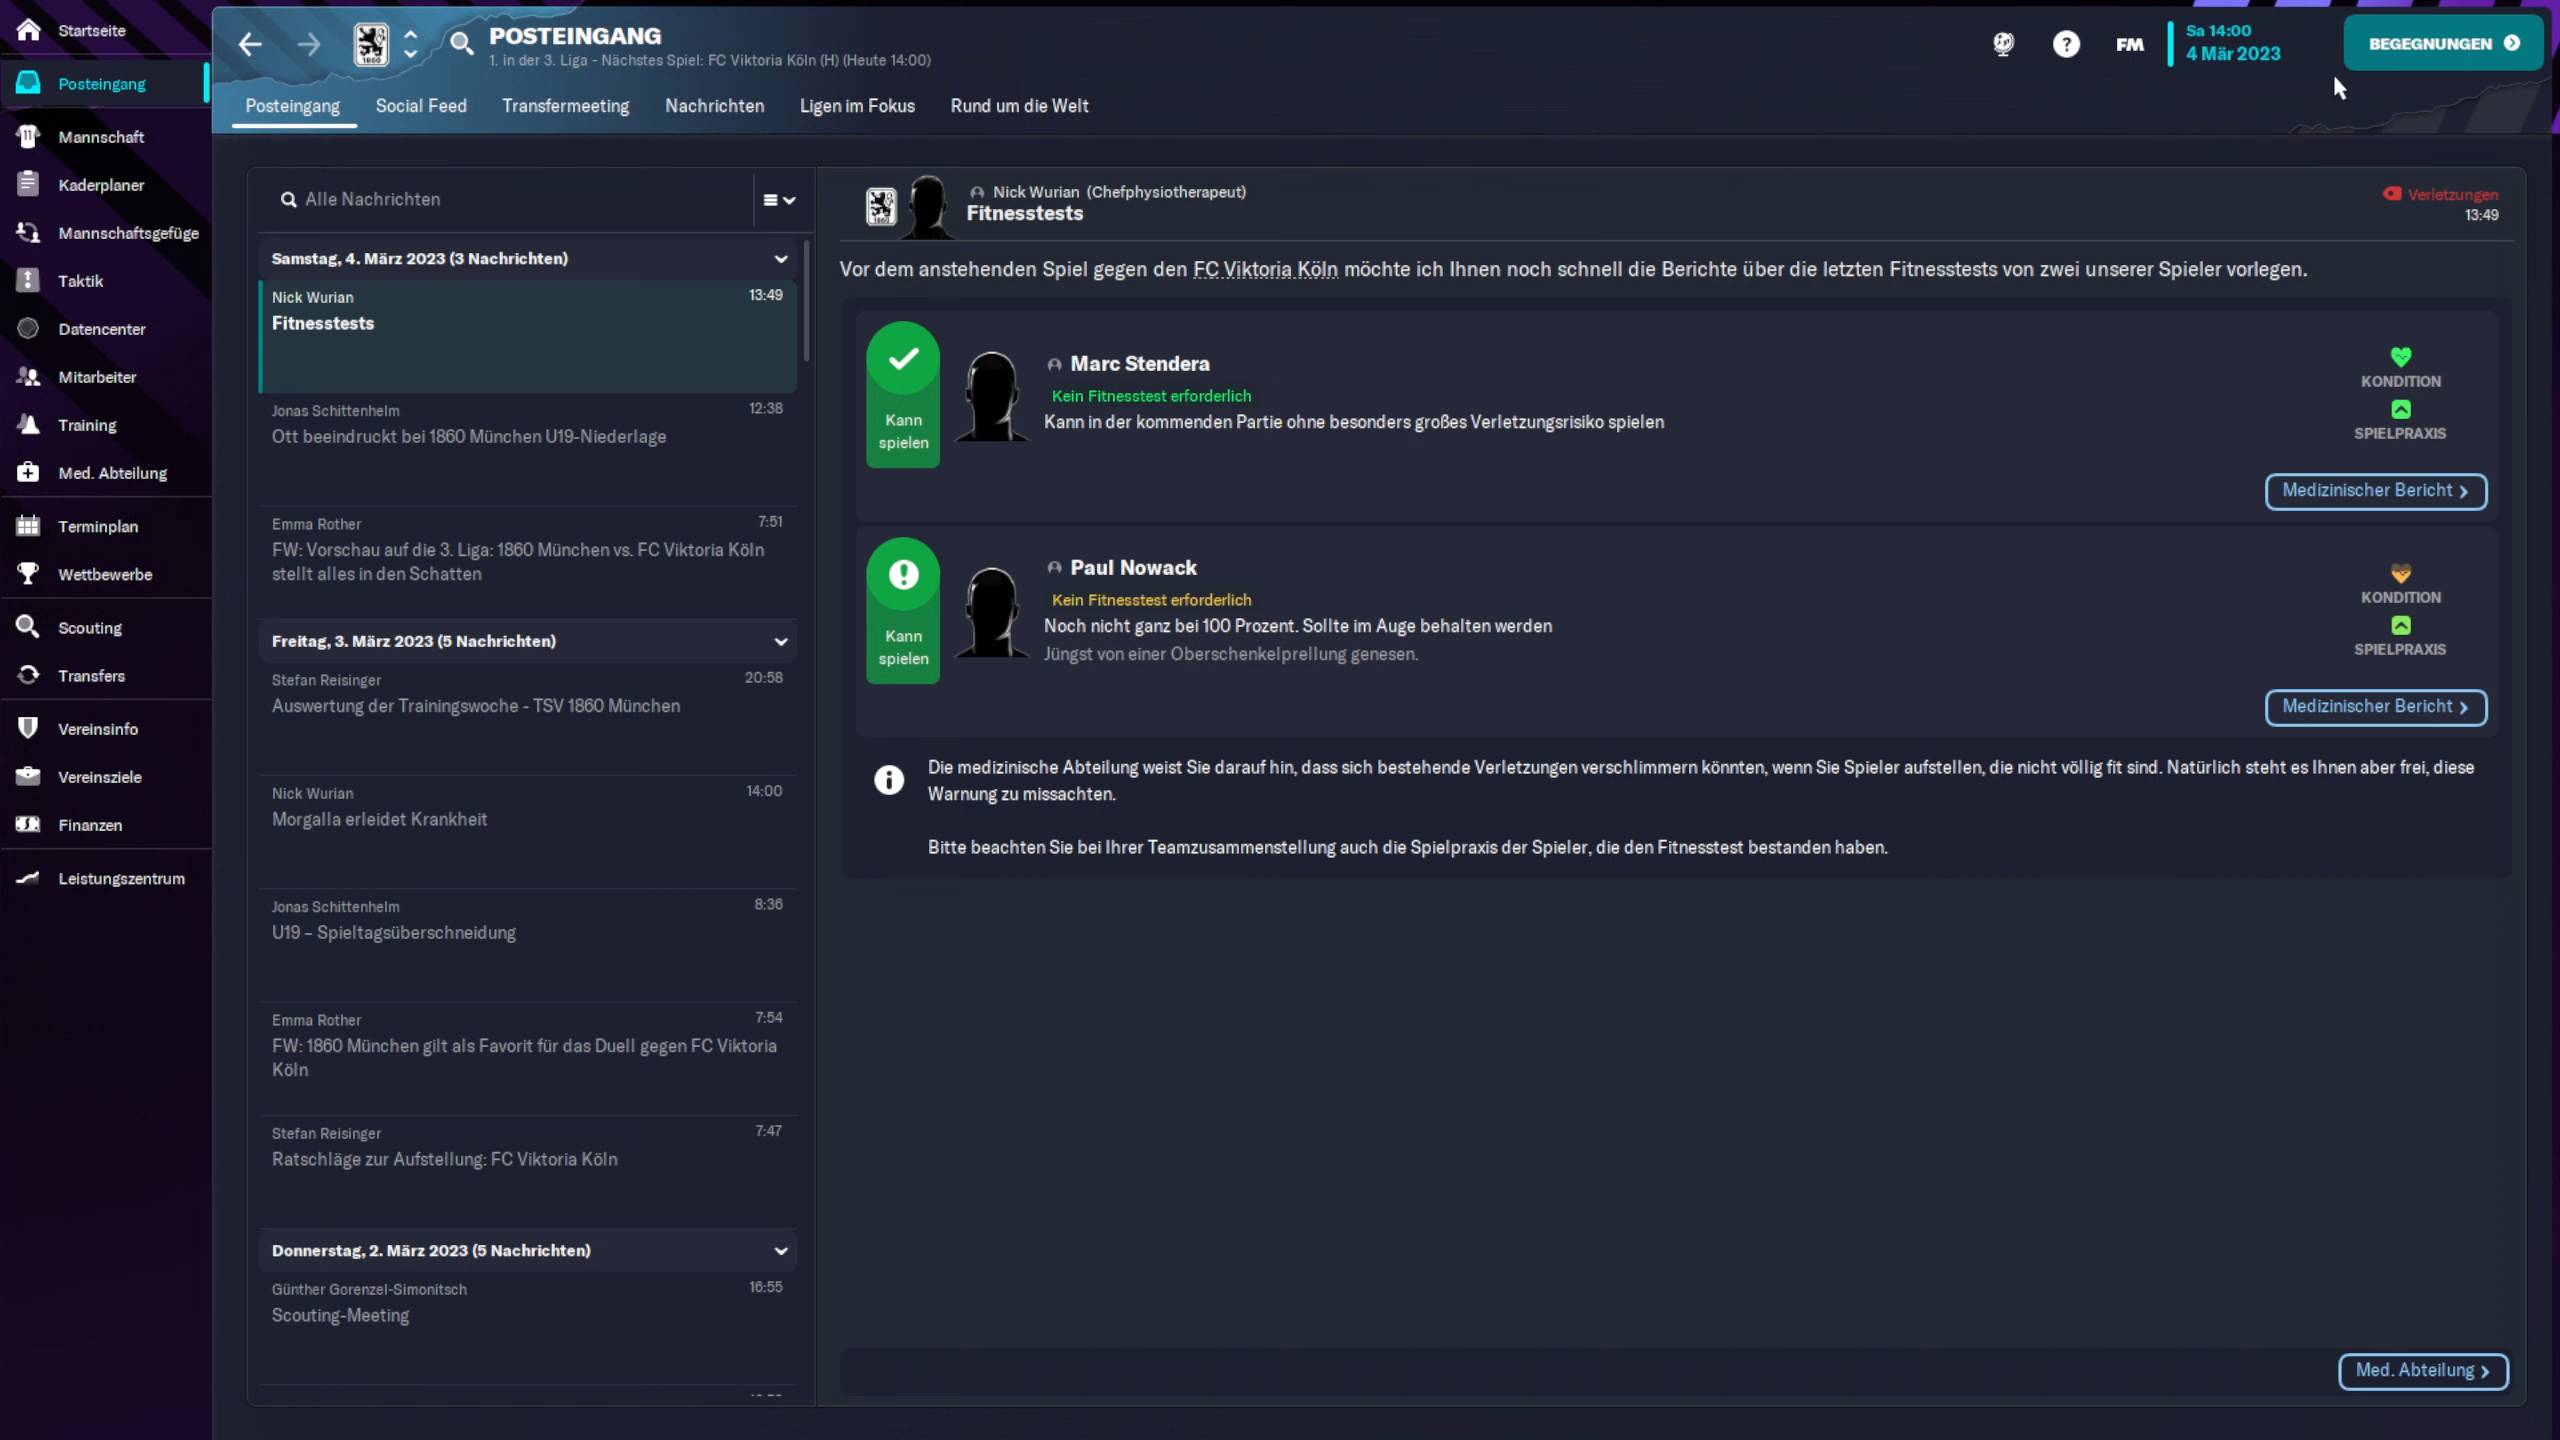 Startseite
Posteingang
Mannschaft
Kaderplaner
Mannschaftsgefüge
Taktik
Datencenter
Mitarbeiter
Training
Med. Abteilung
Terminplan
Wettbewerbe
Scouting
Transfers
Vereinsinfo
Vereinsziele
Finanzen
Leistungszentrum
POSTEINGANG
1. in der 3. Liga - Nächstes Spiel: FC Viktoria Köln (H) (Heute 14:00)
FM
Sa 14:00
4 Mär 2023
BEGEGNUNGEN
Posteingang Social Feed Transfermeeting Nachrichten Ligen im Fokus Rund um die Welt
Alle Nachrichten
Samstag, 4. März 2023 (3 Nachrichten)
Nick Wurian 13:49
Fitnesstests
Jonas Schittenhelm 12:38
Ott beeindruckt bei 1860 München U19-Niederlage
Emma Rother 7:51
FW: Vorschau auf die 3. Liga: 1860 München vs. FC Viktoria Köln
stellt alles in den Schatten
Freitag, 3. März 2023 (5 Nachrichten)
Stefan Reisinger 20:58
Auswertung der Trainingswoche - TSV 1860 München
Nick Wurian 14:00
Morgalla erleidet Krankheit
Jonas Schittenhelm 8:36
U19 – Spieltagsüberschneidung
Emma Rother 7:54
FW: 1860 München gilt als Favorit für das Duell gegen FC Viktoria
Köln
Stefan Reisinger 7:47
Ratschläge zur Aufstellung: FC Viktoria Köln
Donnerstag, 2. März 2023 (5 Nachrichten)
Günther Gorenzel-Simonitsch 16:55
Scouting-Meeting
Nick Wurian (Chefphysiotherapeut)
Fitnesstests
Verletzungen
13:49
Vor dem anstehenden Spiel gegen den FC Viktoria Köln möchte ich Ihnen noch schnell die Berichte über die letzten Fitnesstests von zwei unserer Spieler vorlegen.
Kann
spielen
Marc Stendera
Kein Fitnesstest erforderlich
Kann in der kommenden Partie ohne besonders großes Verletzungsrisiko spielen
KONDITION
SPIELPRAXIS
Medizinischer Bericht
Kann
spielen
Paul Nowack
Kein Fitnesstest erforderlich
Noch nicht ganz bei 100 Prozent. Sollte im Auge behalten werden
Jüngst von einer Oberschenkelprellung genesen.
KONDITION
SPIELPRAXIS
Medizinischer Bericht
Die medizinische Abteilung weist Sie darauf hin, dass sich bestehende Verletzungen verschlimmern könnten, wenn Sie Spieler aufstellen, die nicht völlig fit sind. Natürlich steht es Ihnen aber frei, diese
Warnung zu missachten.
Bitte beachten Sie bei Ihrer Teamzusammenstellung auch die Spielpraxis der Spieler, die den Fitnesstest bestanden haben.
Med. Abteilung